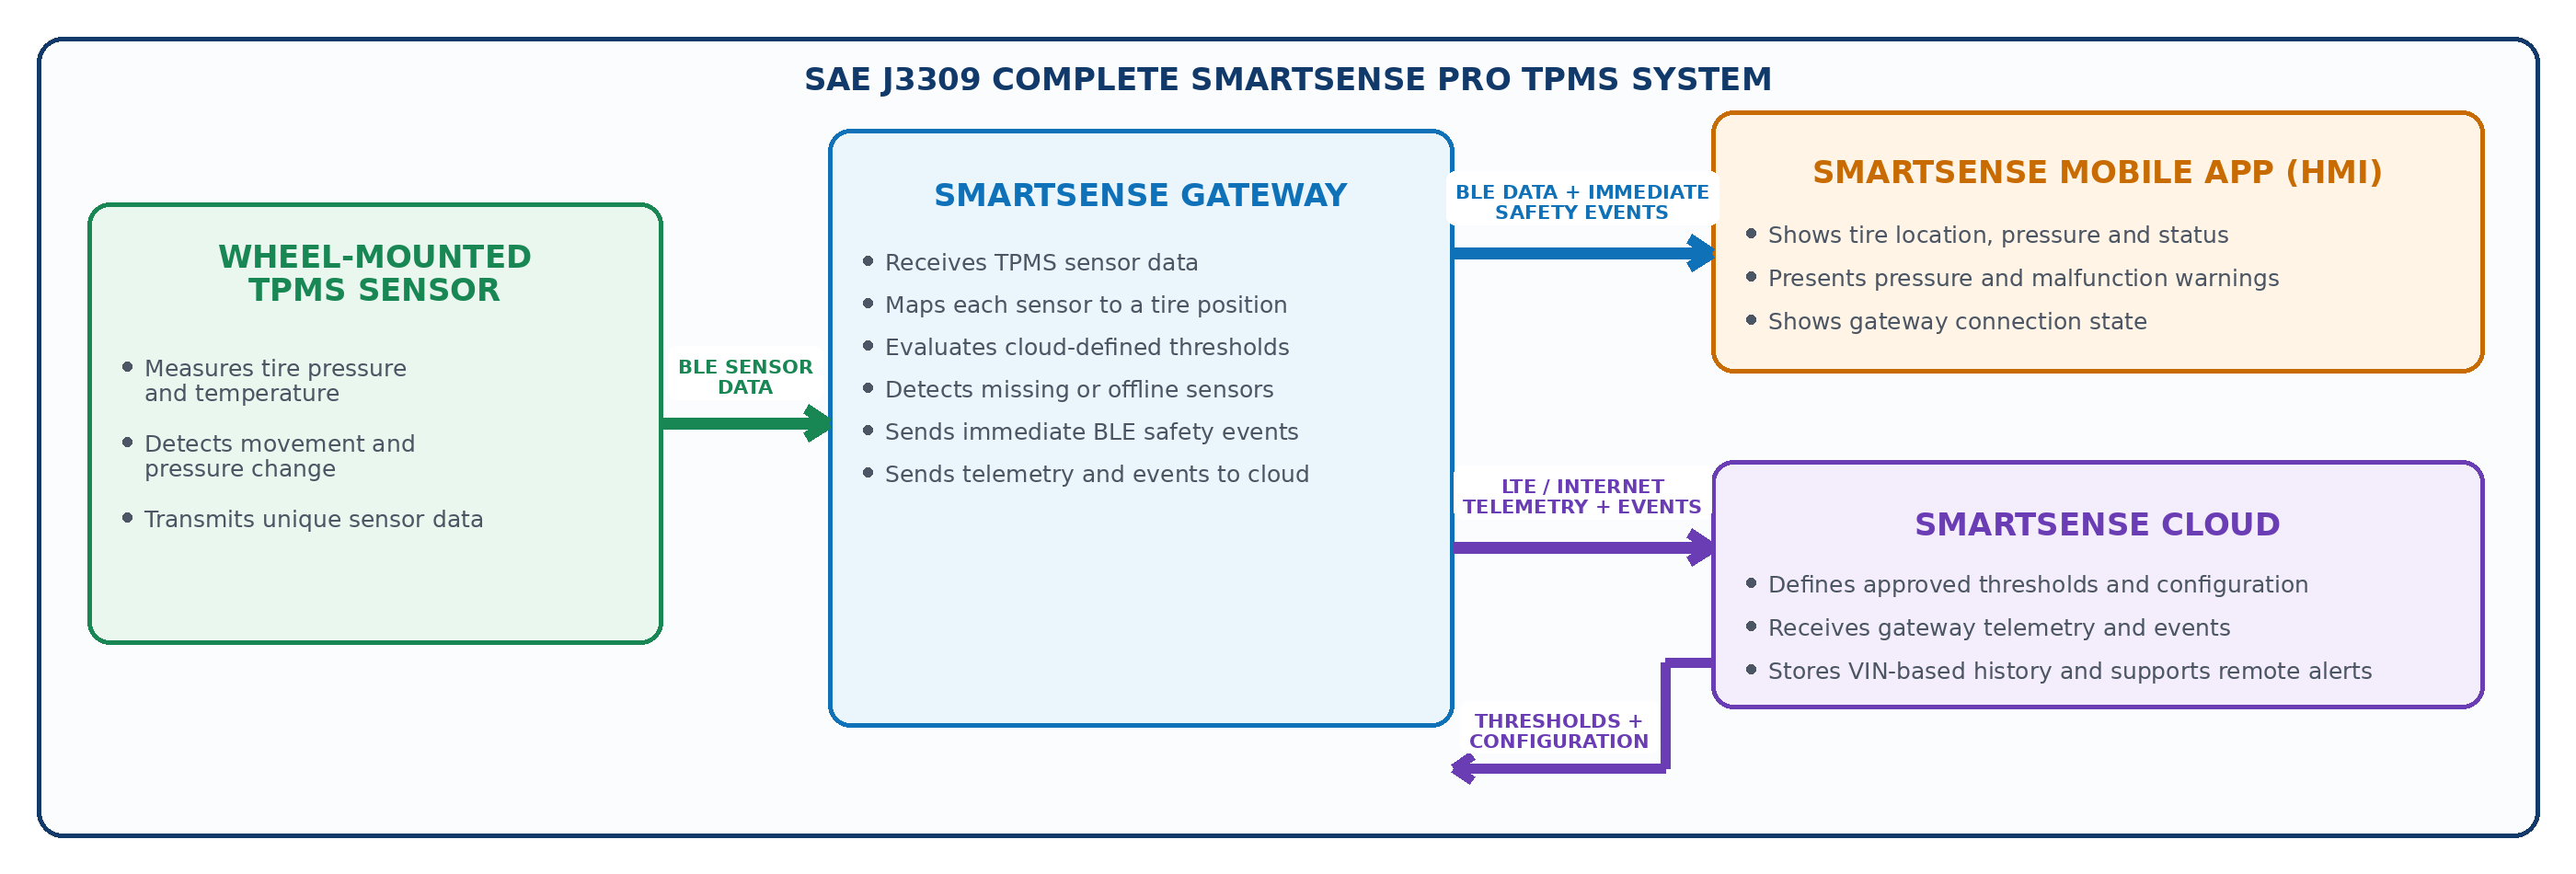 SAE J3309 COMPLETE SMARTSENSE PRO TPMS SYSTEM
WHEEL-MOUNTED
TPMS SENSOR
• Measures tire pressure
and temperature
• Detects movement and
pressure change
• Transmits unique sensor data
BLE SENSOR
DATA
SMARTSENSE GATEWAY
• Receives TPMS sensor data
• Maps each sensor to a tire position
• Evaluates cloud-defined thresholds
• Detects missing or offline sensors
• Sends immediate BLE safety events
• Sends telemetry and events to cloud
BLE DATA + IMMEDIATE
SAFETY EVENTS
SMARTSENSE MOBILE APP (HMI)
• Shows tire location, pressure and status
• Presents pressure and malfunction warnings
• Shows gateway connection state
LTE / INTERNET
TELEMETRY + EVENTS
SMARTSENSE CLOUD
• Defines approved thresholds and configuration
• Receives gateway telemetry and events
• Stores VIN-based history and supports remote alerts
THRESHOLDS +
CONFIGURATION